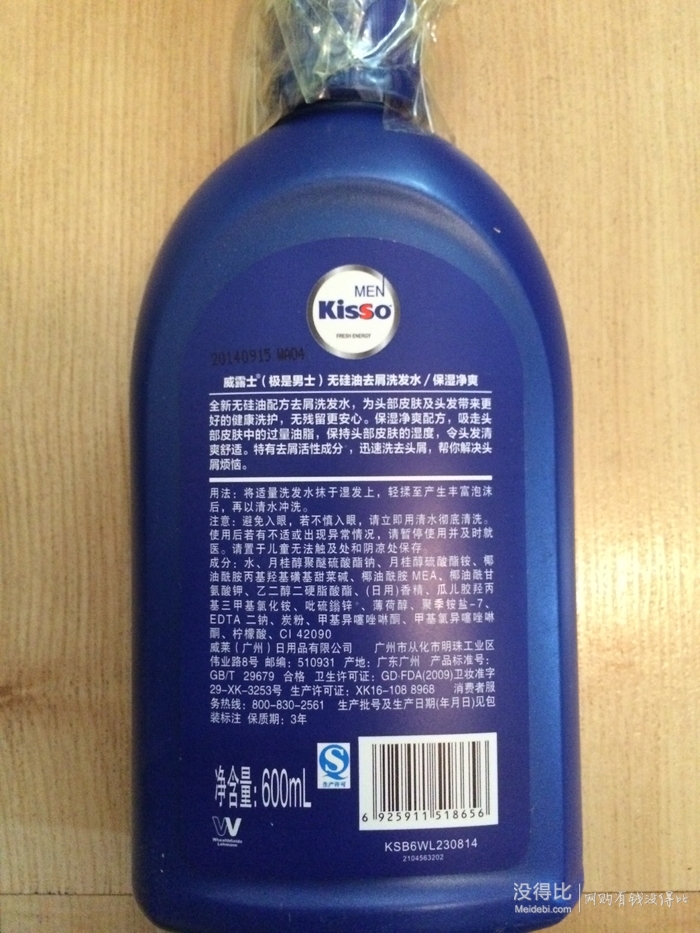 MEN
Kisso
FRESH ENERGY
20140915 WA04
威露士®(极是男士)无硅油去屑洗发水/保湿净爽
全新无硅油配方去屑洗发水,为头部皮肤及头发带来更
好的健康洗护,无残留更安心。保湿净爽配方,吸走头
部皮肤中的过量油脂,保持头部皮肤的湿度,令头发清
爽舒适。特有去屑活性成分*,迅速洗去头屑,帮你解决头
屑烦恼。
用法:将适量洗发水抹于湿发上,轻揉至产生丰富泡沫
后,再以清水冲洗。
注意:避免入眼,若不慎入眼,请立即用清水彻底清洗。
使用后若有不适或出现异常情况,请暂停使用并及时就
医。请置于儿童无法触及处和阴凉处保存。
成分:水、月桂醇聚醚硫酸酯钠、月桂醇硫酸酯铵、椰
油酰胺丙基羟基磺基甜菜碱、椰油酰胺 MEA、椰油酰甘
氨酸钾、乙二醇二硬脂酸酯、(日用)香精、瓜儿胶羟丙
基三甲基氯化铵、吡硫鎓锌*、薄荷醇、聚季铵盐-7、
EDTA 二钠、炭粉、甲基异噻唑啉酮、甲基氯异噻唑啉
酮、柠檬酸、CI 42090
威莱(广州)日用品有限公司 广州市从化市明珠工业区
伟业路8号 邮编:510931 产地:广东广州 产品标准号:
GB/T 29679 合格 卫生许可证:GD·FDA(2009)卫妆准字
29-XK-3253号 生产许可证:XK16-108 8968 消费者服
务热线:800-830-2561 生产批号及生产日期(年月日)见包
装标注 保质期:3年
净含量:600mL
生产许可
6 925911 518656
KSB6WL230814
2104563202
没得比
Meidebi.com
网购有钱没得比